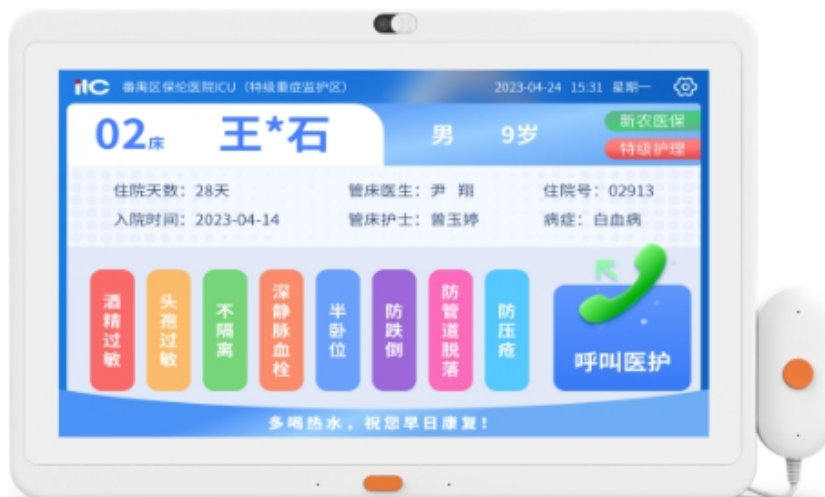 itC 番禺区保伦医院ICU（特级重症监护区） 2023-04-24 15:31 星期一
02床 王*石 男 9岁 新农医保
特级护理
住院天数：28天 管床医生：尹 翔 住院号：02913
入院时间：2023-04-14 管床护士：曾玉婷 病症：白血病
酒精过敏
头孢过敏
不隔离
深静脉血栓
半卧位
防跌倒
防管道脱落
防压疮
呼叫医护
多喝热水，祝您早日康复！